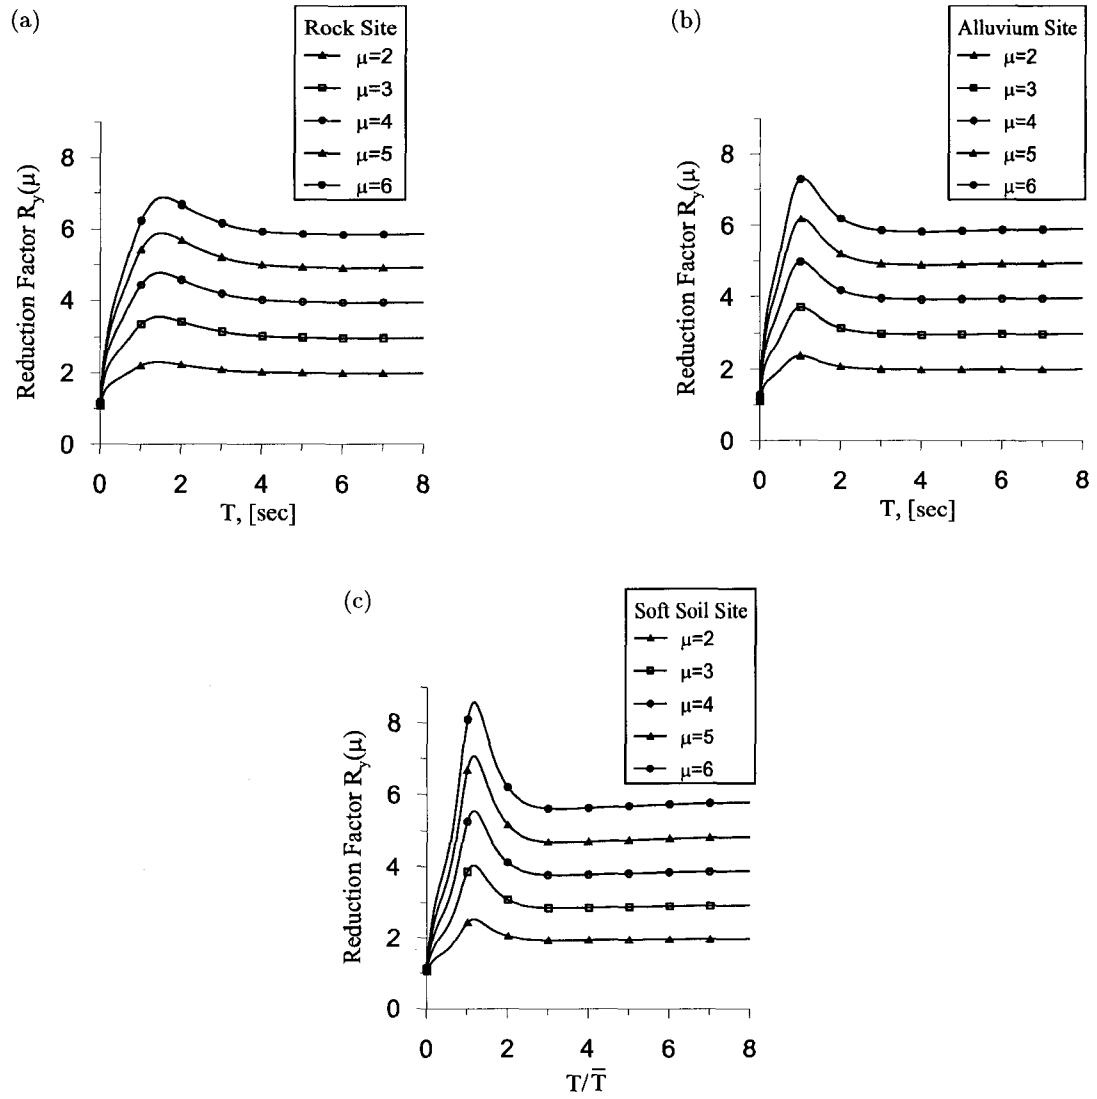 (a)
Rock Site
μ=2
μ=3
μ=4
μ=5
μ=6
Reduction Factor Ry(μ)
8
6
4
2
0
0 2 4 6 8
T, [sec]
(b)
Alluvium Site
μ=2
μ=3
μ=4
μ=5
μ=6
Reduction Factor Ry(μ)
8
6
4
2
0
0 2 4 6 8
T, [sec]
(c)
Soft Soil Site
μ=2
μ=3
μ=4
μ=5
μ=6
Reduction Factor Ry(μ)
8
6
4
2
0
0 2 4 6 8
T/T̅